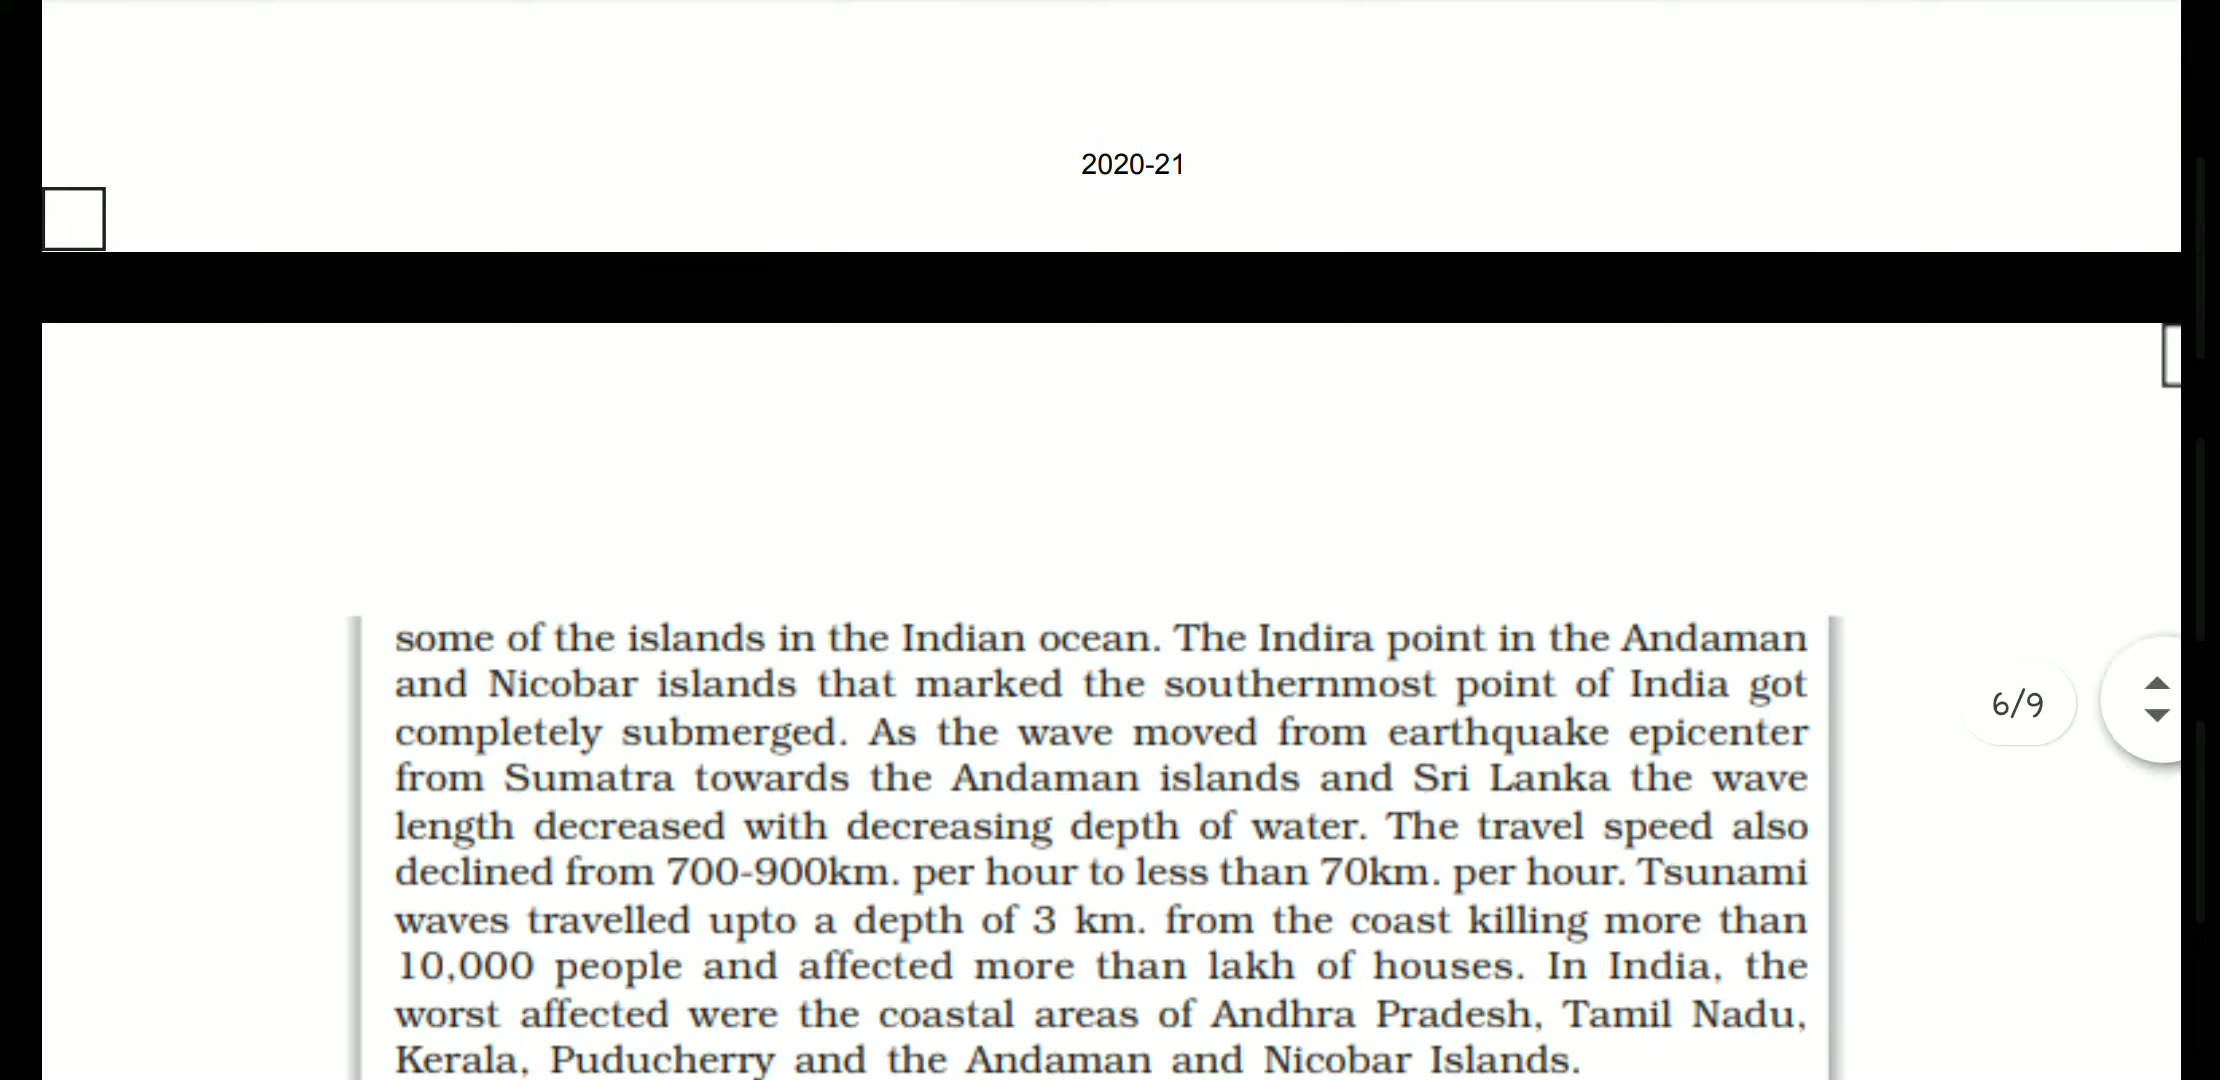 2020-21
some of the islands in the Indian ocean. The Indira point in the Andaman
and Nicobar islands that marked the southernmost point of India got
completely submerged. As the wave moved from earthquake epicenter
from Sumatra towards the Andaman islands and Sri Lanka the wave
length decreased with decreasing depth of water. The travel speed also
declined from 700-900km. per hour to less than 70km. per hour. Tsunami
waves travelled upto a depth of 3 km. from the coast killing more than
10,000 people and affected more than lakh of houses. In India, the
worst affected were the coastal areas of Andhra Pradesh, Tamil Nadu,
Kerala, Puducherry and the Andaman and Nicobar Islands.
6/9